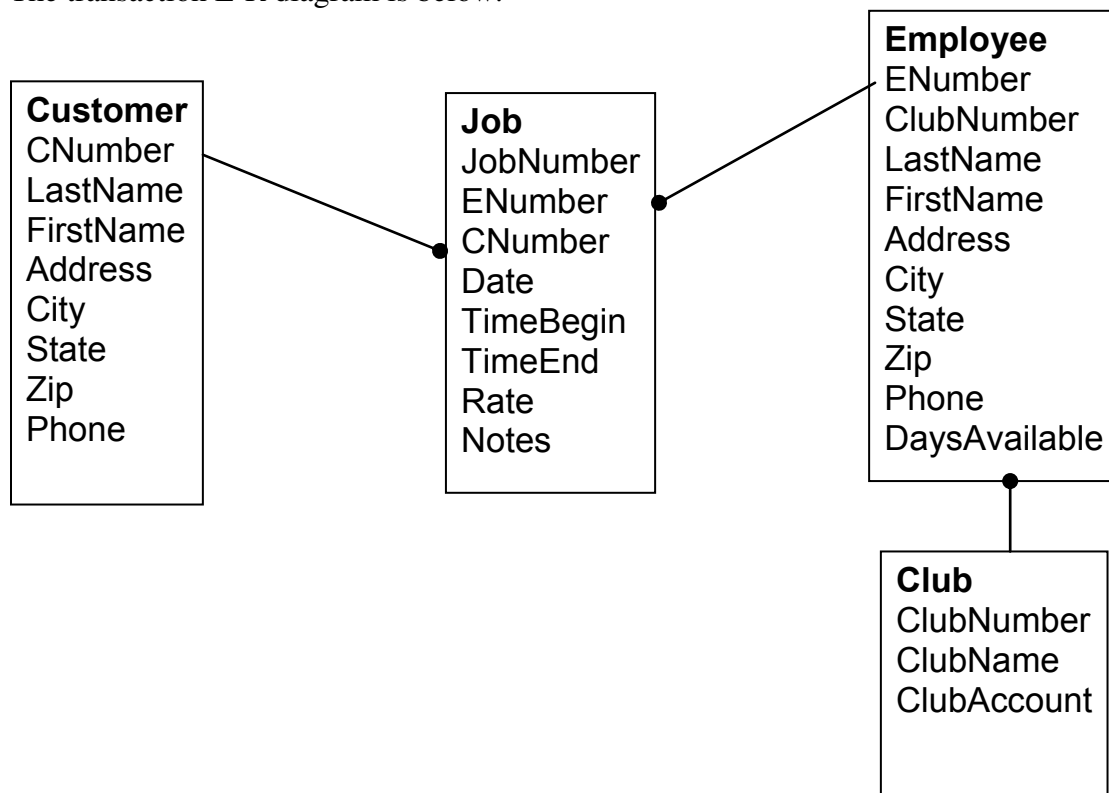 The transaction E-R diagram is below.
Customer
CNumber
LastName
FirstName
Address
City
State
Zip
Phone
Job
JobNumber
ENumber
CNumber
Date
TimeBegin
TimeEnd
Rate
Notes
Employee
ENumber
ClubNumber
LastName
FirstName
Address
City
State
Zip
Phone
DaysAvailable
Club
ClubNumber
ClubName
ClubAccount